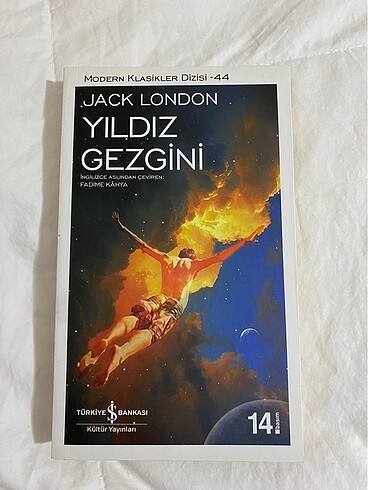 MODERN KLASİKLER DİZİSİ -44
JACK LONDON
YILDIZ
GEZGİNİ
İNGİLİZCE ASLINDAN ÇEVİREN:
FADİME KÂHYA
TÜRKİYE İŞ BANKASI
Kültür Yayınları
14. basım